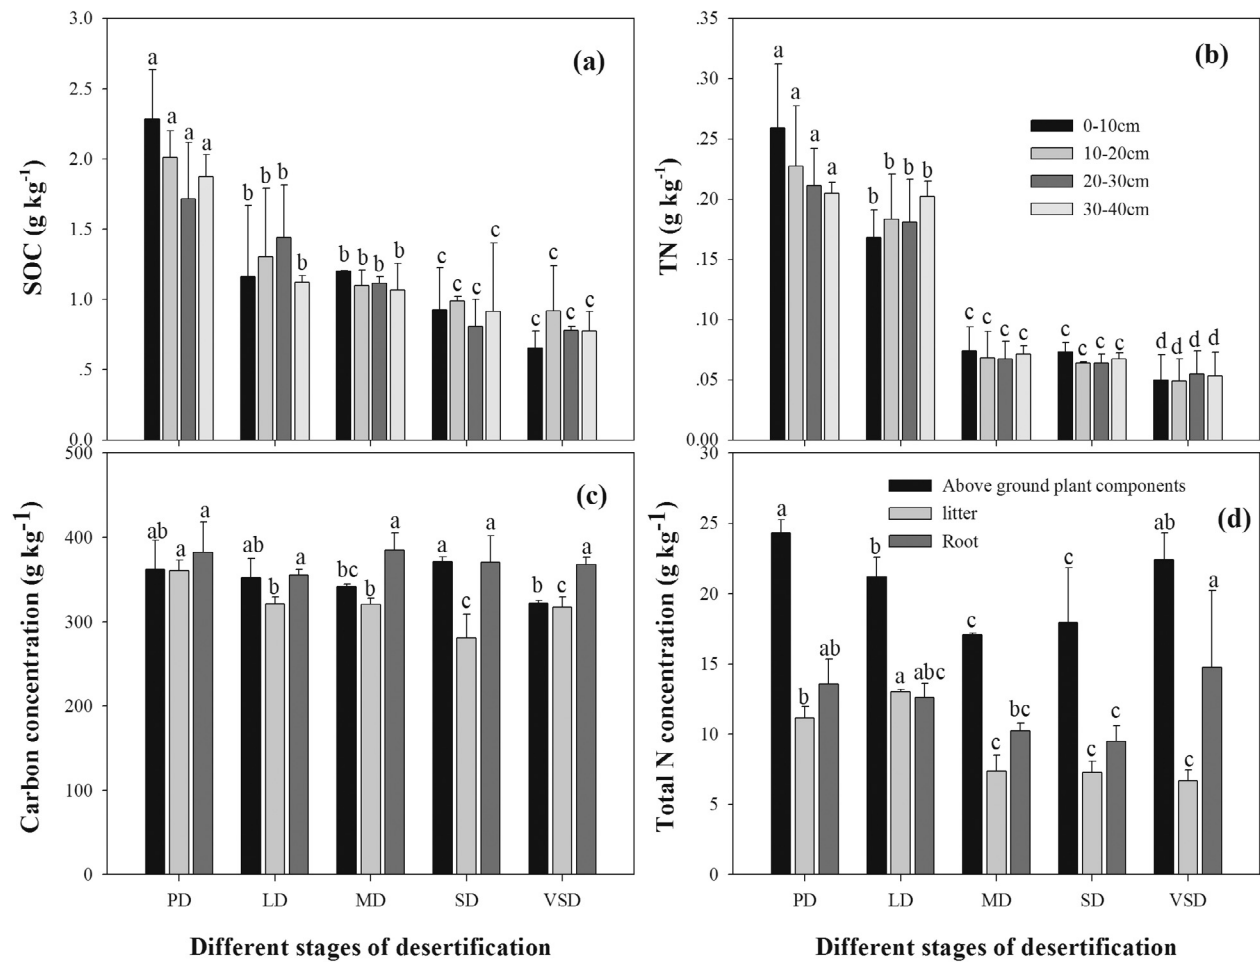 3.0
2.5
2.0
1.5
1.0
.5
0.0
SOC (g kg-1)
(a)
a a a a
b b b b
b b b b
c c c c
c c c c
.35
.30
.25
.20
.15
.10
.05
0.00
TN (g kg-1)
(b)
0-10cm
10-20cm
20-30cm
30-40cm
a a a a
b b b b
c c c c
c c c c
d d d d
500
400
300
200
100
0
Carbon concentration (g kg-1)
(c)
ab a a
ab b a
bc b a
a c a
b c a
PD LD MD SD VSD
Different stages of desertification
30
25
20
15
10
5
0
Total N concentration (g kg-1)
(d)
Above ground plant components
litter
Root
a b ab
b a abc
c c bc
c c c
ab c a
PD LD MD SD VSD
Different stages of desertification